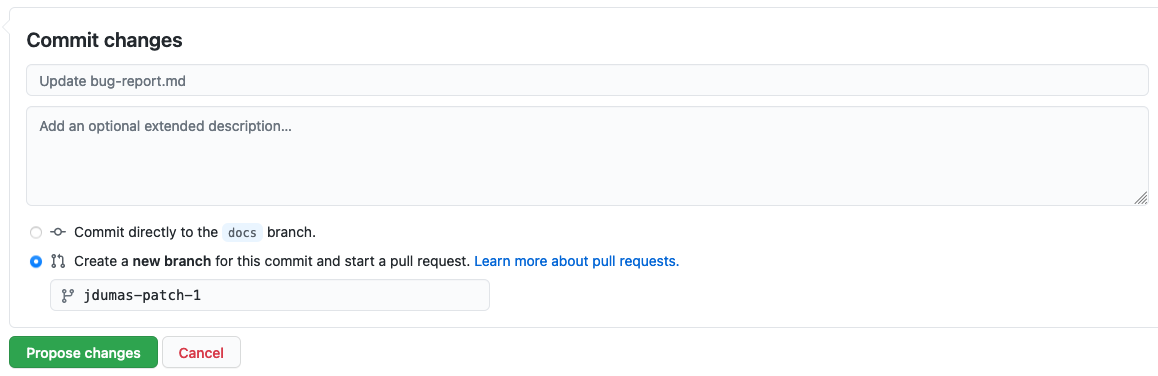 Commit changes
Update bug-report.md
Add an optional extended description...
Commit directly to the docs branch.
Create a new branch for this commit and start a pull request. Learn more about pull requests.
jdumas-patch-1
Propose changes Cancel